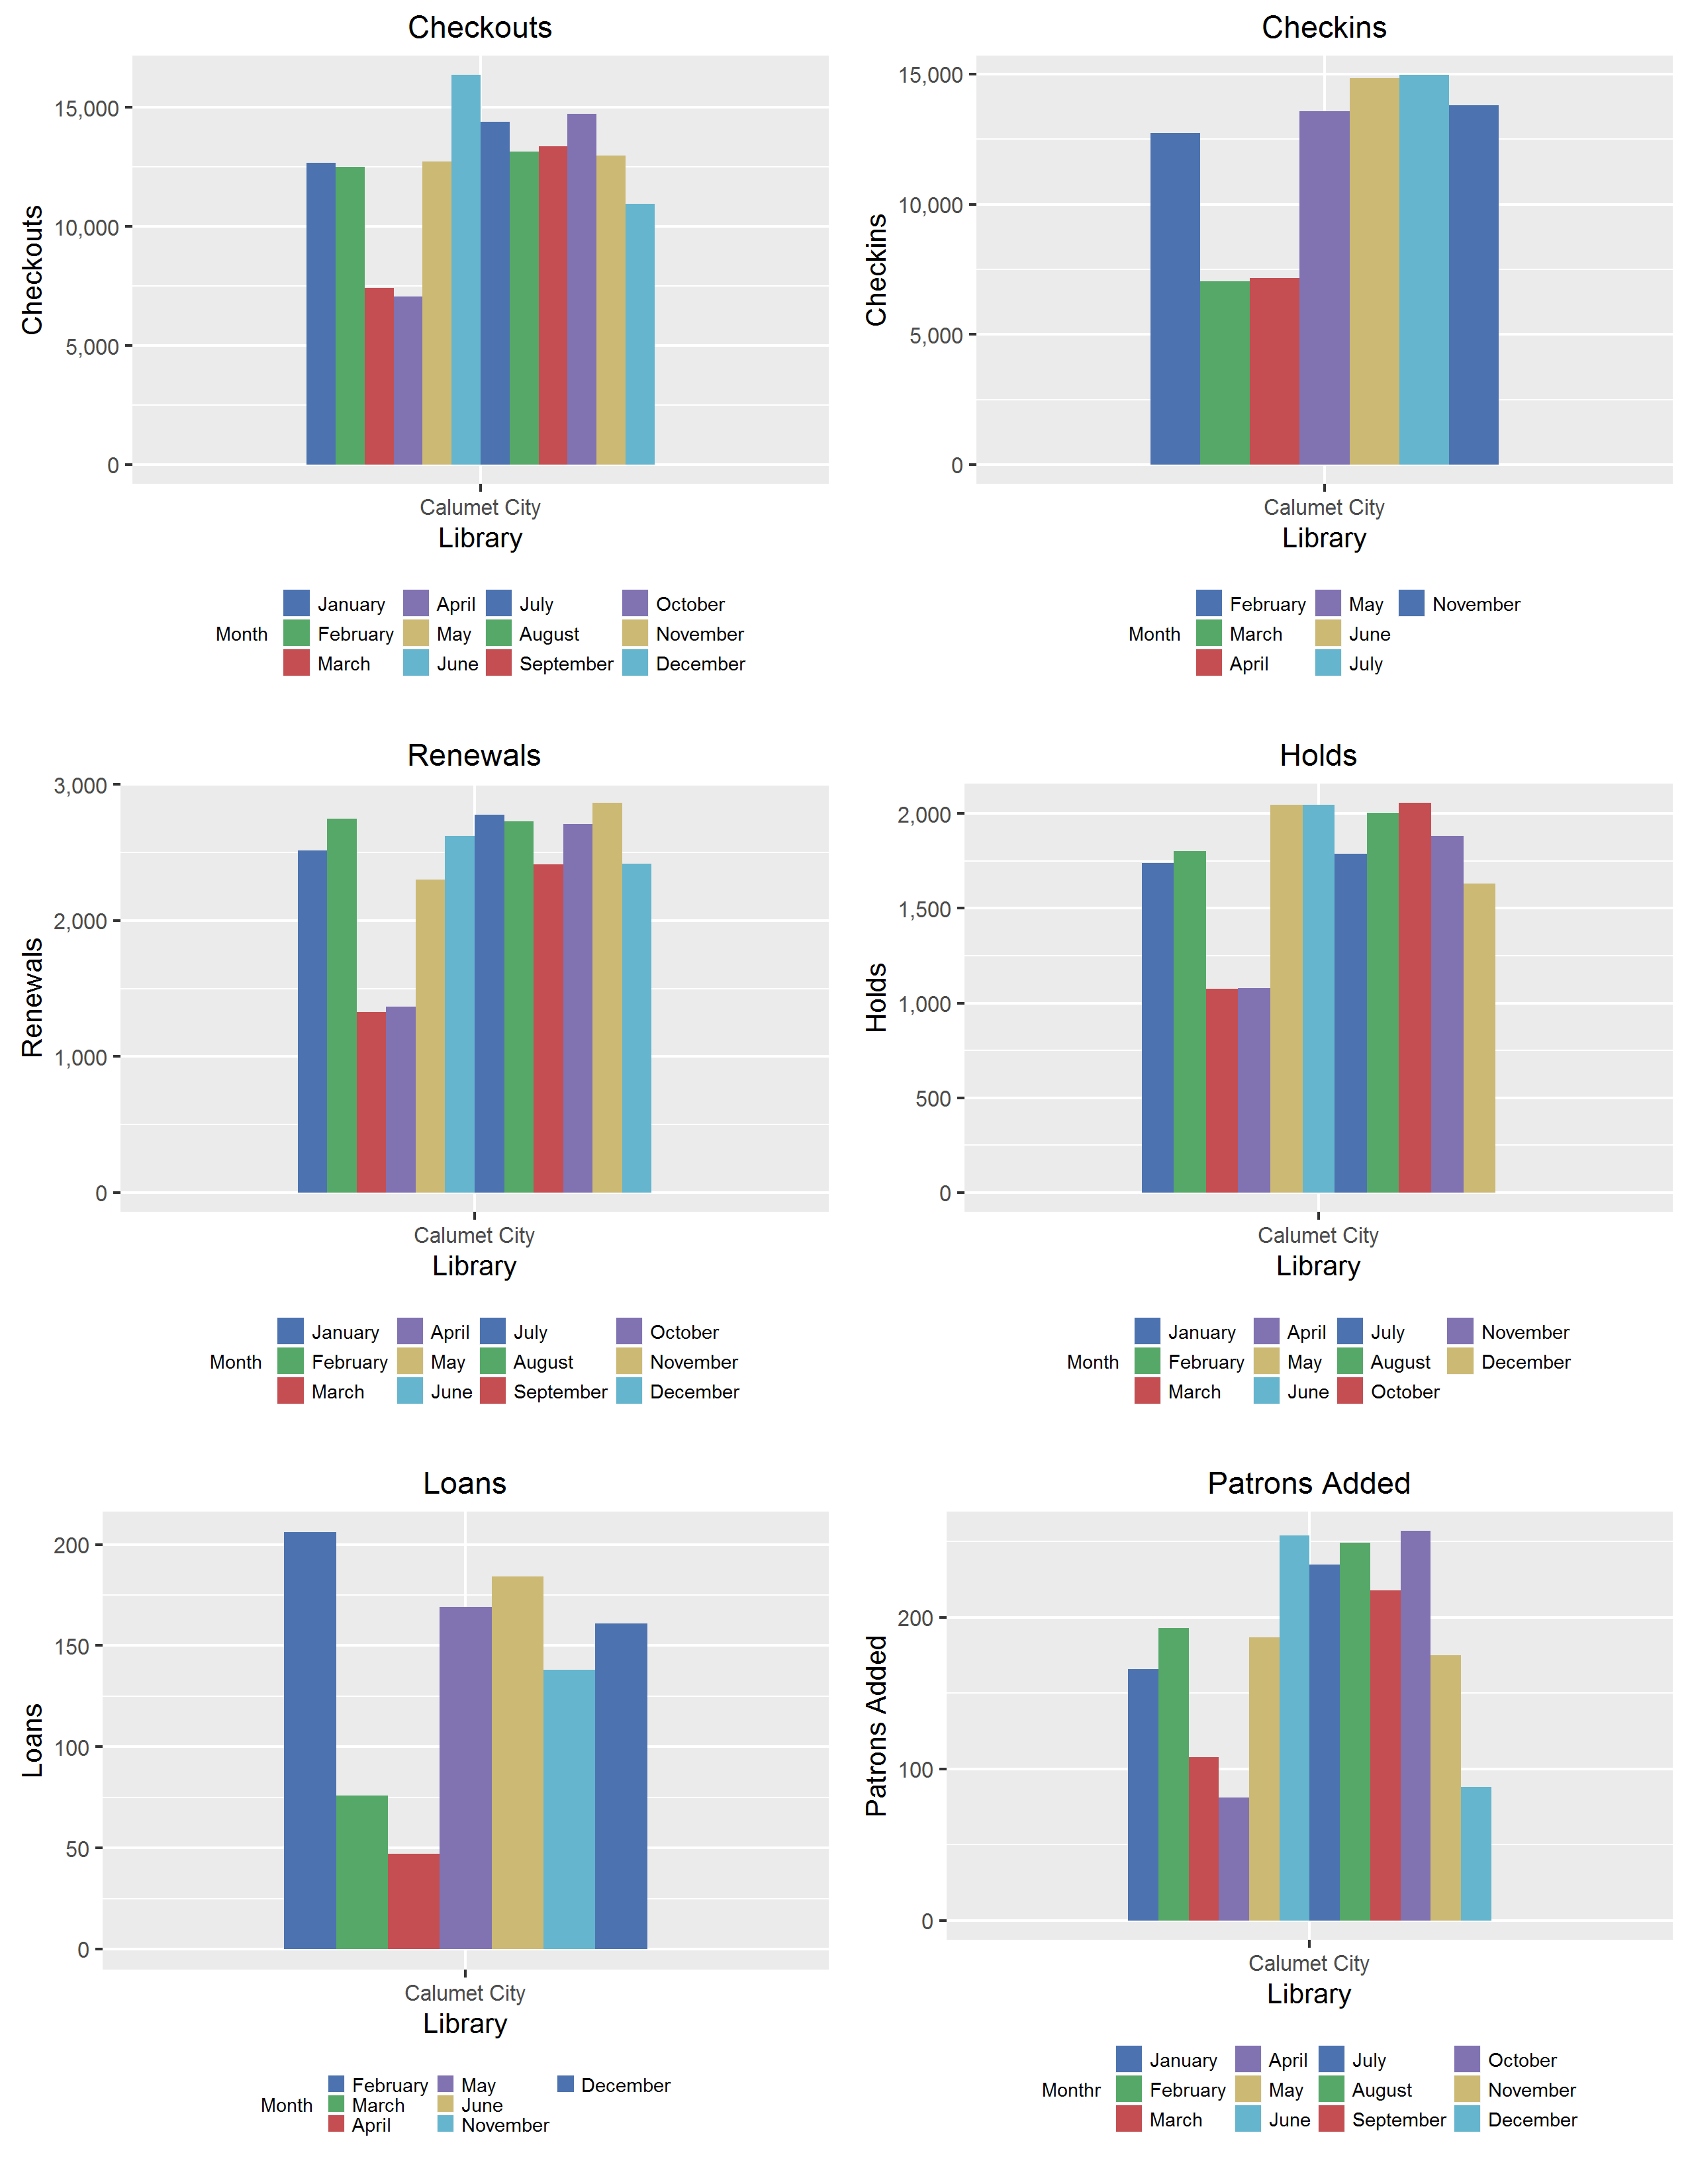 Checkouts
Checkouts
15,000
10,000
5,000
0
Calumet City
Library
Month
January April July October
February May August November
March June September December
Checkins
Checkins
15,000
10,000
5,000
0
Calumet City
Library
Month
February May November
March June
April July
Renewals
Renewals
3,000
2,000
1,000
0
Calumet City
Library
Month
January April July October
February May August November
March June September December
Holds
Holds
2,000
1,500
1,000
500
0
Calumet City
Library
Month
January April July November
February May August December
March June October
Loans
Loans
200
150
100
50
0
Calumet City
Library
Month
February May December
March June
April November
Patrons Added
Patrons Added
200
100
0
Calumet City
Library
Monthr
January April July October
February May August November
March June September December